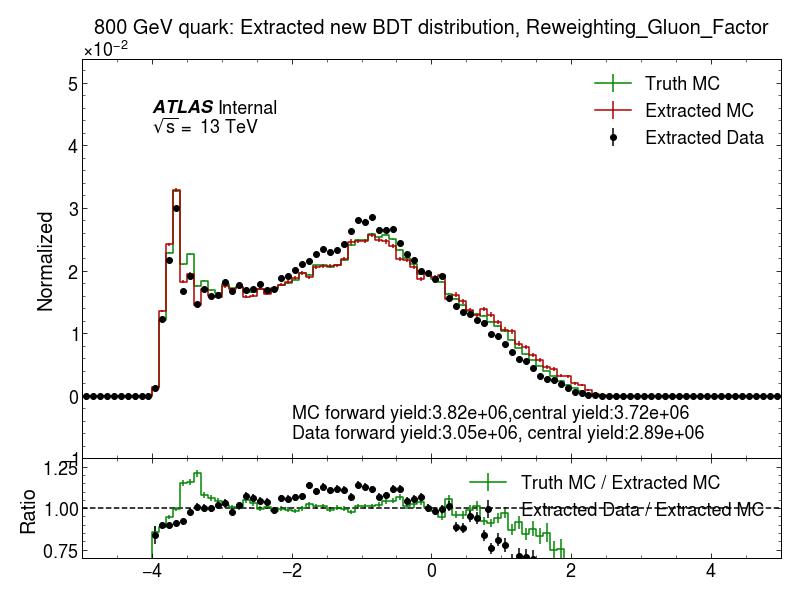 800 GeV quark: Extracted new BDT distribution, Reweighting_Gluon_Factor
×10⁻²
5
4
3
2
1
0
1
Normalized
ATLAS Internal
√s = 13 TeV
Truth MC
Extracted MC
Extracted Data
MC forward yield:3.82e+06,central yield:3.72e+06
Data forward yield:3.05e+06, central yield:2.89e+06
1.25
1.00
0.75
Ratio
Truth MC / Extracted MC
Extracted Data / Extracted MC
−4
−2
0
2
4